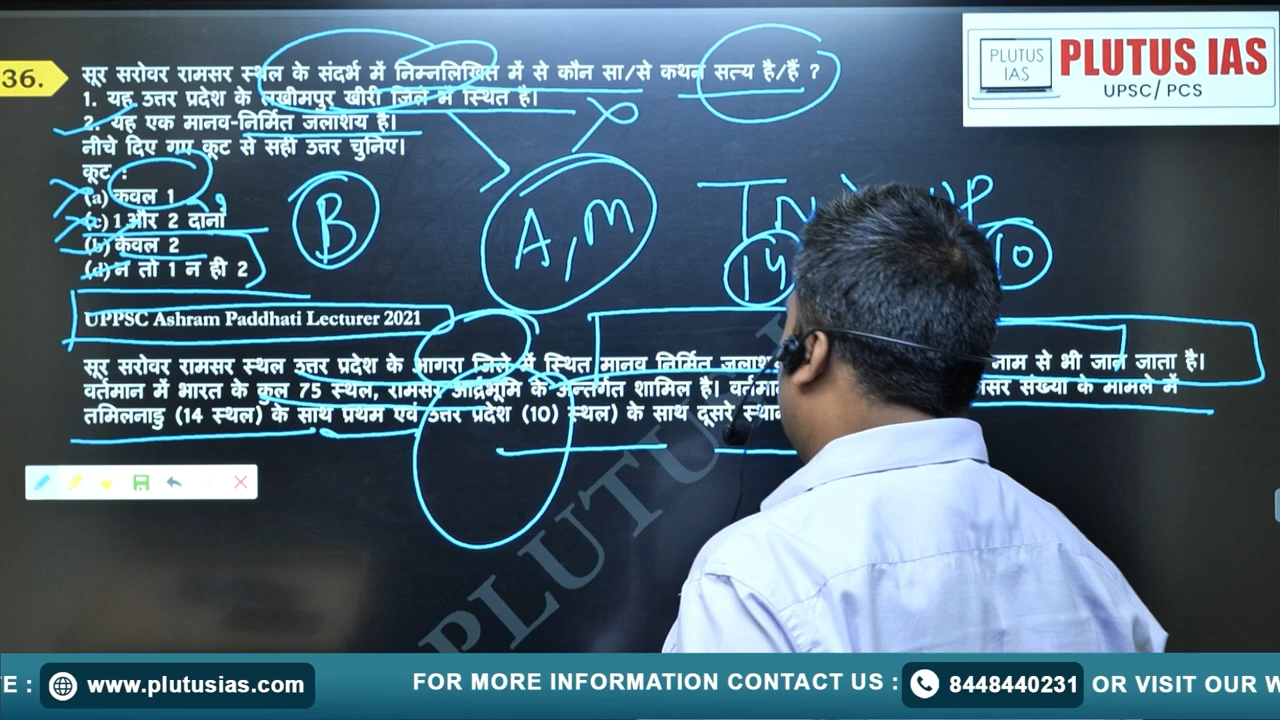 36.
सूर सरोवर रामसर स्थल के संदर्भ में निम्नलिखित में से कौन सा/से कथन सत्य है/हैं ?
1. यह उत्तर प्रदेश के लखीमपुर खीरी जिले में स्थित है।
2. यह एक मानव-निर्मित जलाशय है।
नीचे दिए गए कूट से सही उत्तर चुनिए।
कूट :
(a) केवल 1
(c) 1 और 2 दोनों
(b) केवल 2
(d) न तो 1 न ही 2
B
A, M
TN
14
UP
10
UPPSC Ashram Paddhati Lecturer 2021
सूर सरोवर रामसर स्थल उत्तर प्रदेश के आगरा जिले में स्थित मानव निर्मित नाम से भी जाना जाता है।
वर्तमान में भारत के कुल 75 स्थल, रामसर आर्द्रभूमि के अन्तर्गत शामिल है। संख्या के मामले में
तमिलनाडु (14 स्थल) के साथ प्रथम एवं उत्तर प्रदेश (10) स्थल) के साथ दूसरे
PLUTUS
PLUTUS IAS
PLUTUS IAS
UPSC/ PCS
www.plutusias.com
FOR MORE INFORMATION CONTACT US :
8448440231
OR VISIT OUR